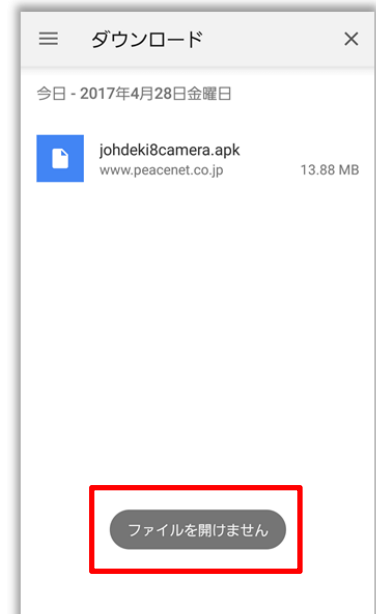 ダウンロード
今日 - 2017年4月28日金曜日
johdeki8camera.apk
www.peacenet.co.jp 13.88 MB
ファイルを開けません